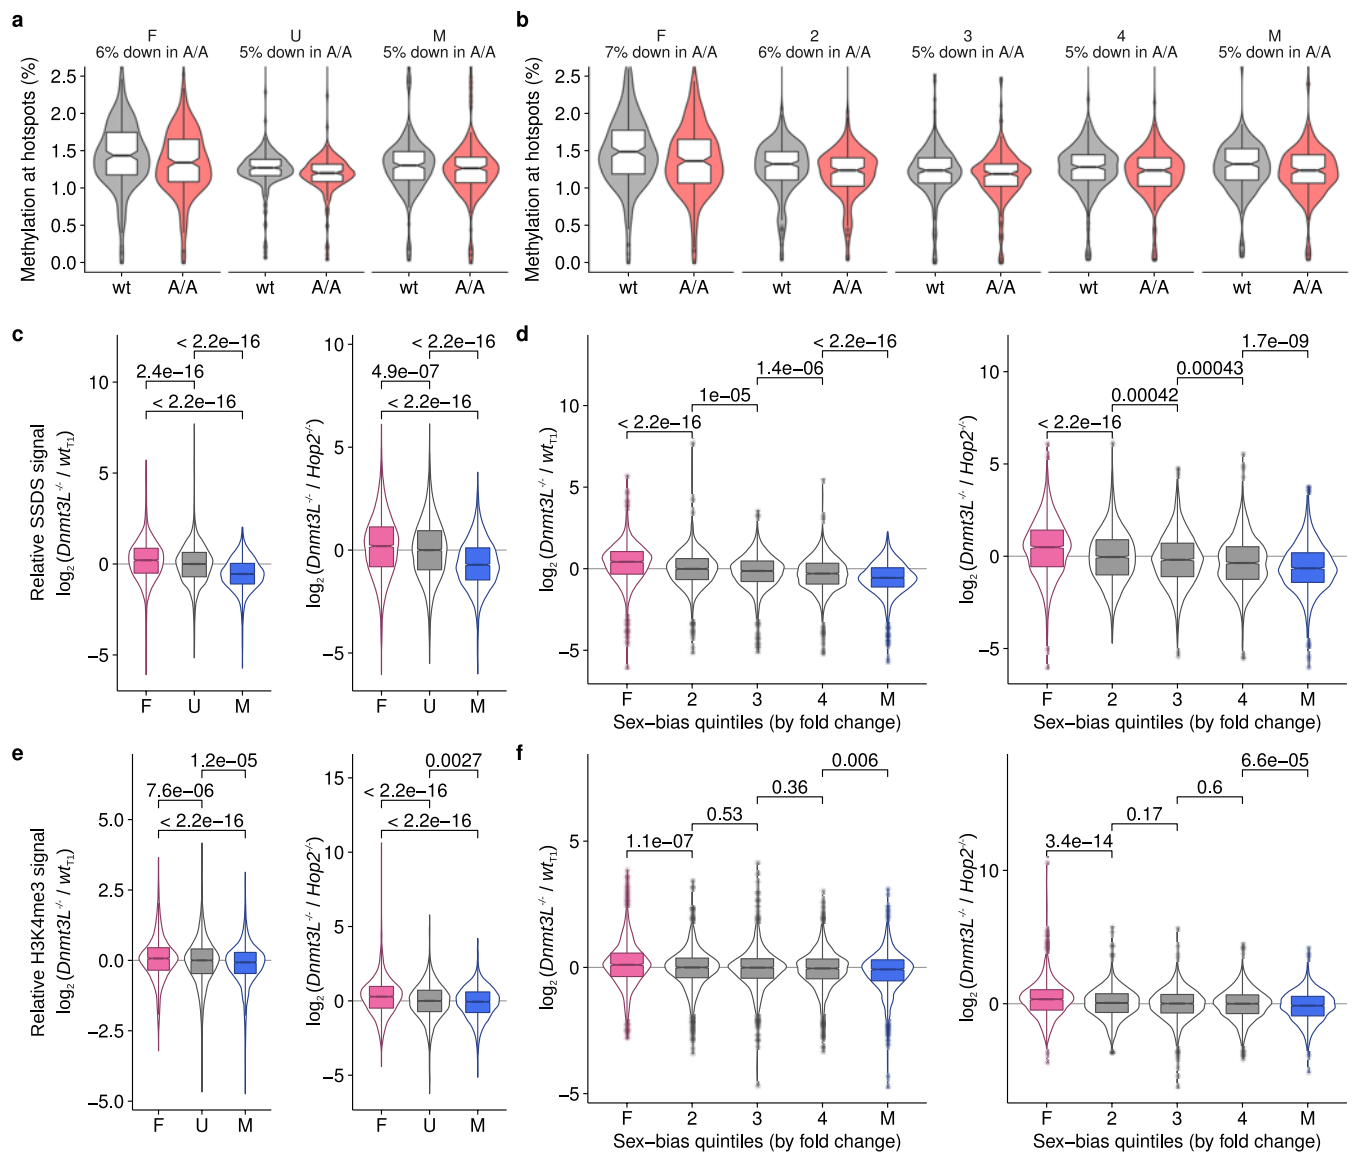 a
F
6% down in A/A
U
5% down in A/A
M
5% down in A/A
Methylation at hotspots (%)
2.5
2.0
1.5
1.0
0.5
0.0
wt A/A wt A/A wt A/A
b
F
7% down in A/A
2
6% down in A/A
3
5% down in A/A
4
5% down in A/A
M
5% down in A/A
Methylation at hotspots (%)
2.5
2.0
1.5
1.0
0.5
0.0
wt A/A wt A/A wt A/A wt A/A wt A/A
c
Relative SSDS signal
log₂ (Dnmt3L⁻/⁻ / wt_T1)
10
5
0
−5
< 2.2e−16
2.4e−16
< 2.2e−16
F U M
log₂ (Dnmt3L⁻/⁻ / Hop2⁻/⁻)
10
5
0
−5
< 2.2e−16
4.9e−07
< 2.2e−16
F U M
d
log₂ (Dnmt3L⁻/⁻ / wt_T1)
10
5
0
−5
< 2.2e−16
1.4e−06
1e−05
< 2.2e−16
F 2 3 4 M
Sex−bias quintiles (by fold change)
log₂ (Dnmt3L⁻/⁻ / Hop2⁻/⁻)
10
5
0
−5
1.7e−09
0.00043
0.00042
< 2.2e−16
F 2 3 4 M
Sex−bias quintiles (by fold change)
e
Relative H3K4me3 signal
log₂ (Dnmt3L⁻/⁻ / wt_T1)
5.0
2.5
0.0
−2.5
−5.0
1.2e−05
7.6e−06
< 2.2e−16
F U M
log₂ (Dnmt3L⁻/⁻ / Hop2⁻/⁻)
15
10
5
0
−5
0.0027
< 2.2e−16
< 2.2e−16
F U M
f
log₂ (Dnmt3L⁻/⁻ / wt_T1)
5
0
−5
0.006
0.36
0.53
1.1e−07
F 2 3 4 M
Sex−bias quintiles (by fold change)
log₂ (Dnmt3L⁻/⁻ / Hop2⁻/⁻)
10
0
6.6e−05
0.6
0.17
3.4e−14
F 2 3 4 M
Sex−bias quintiles (by fold change)